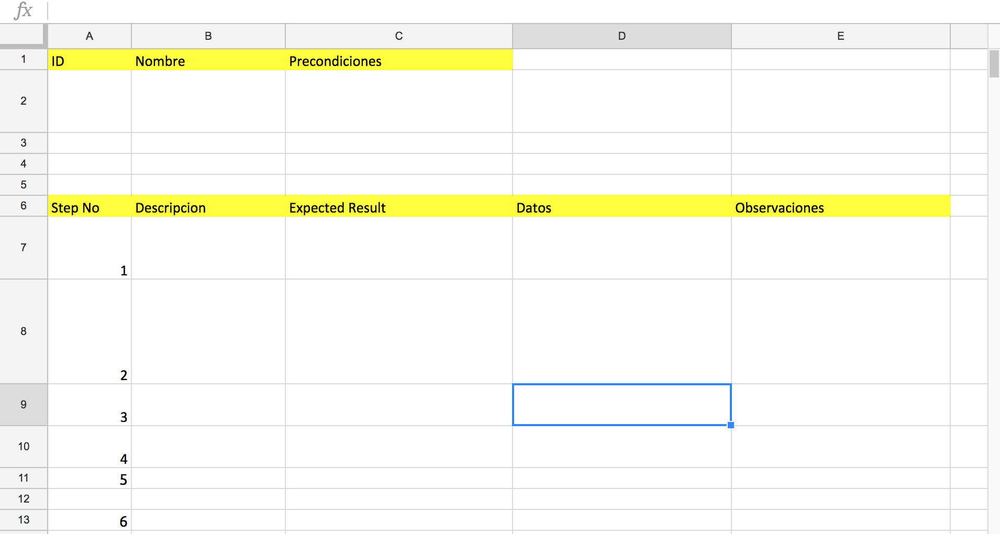 fx
A B C D E
1 ID Nombre Precondiciones
2
3
4
5
6 Step No Descripcion Expected Result Datos Observaciones
7 1
8 2
9 3
10 4
11 5
12
13 6